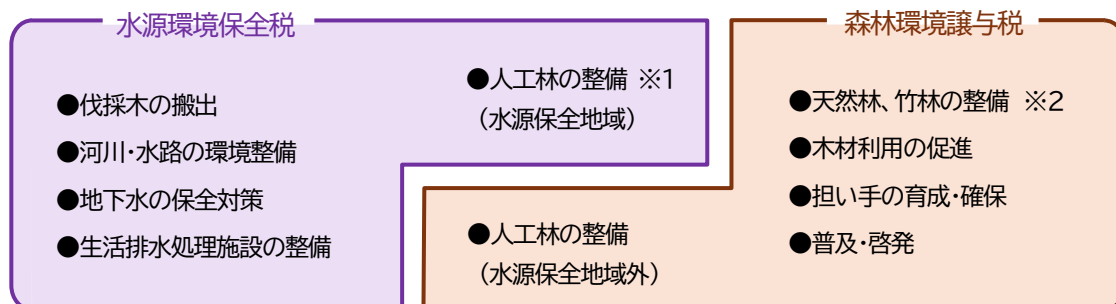 水源環境保全税
●伐採木の搬出
●河川・水路の環境整備
●地下水の保全対策
●生活排水処理施設の整備
●人工林の整備 ※1
(水源保全地域)
森林環境譲与税
●人工林の整備
(水源保全地域外)
●天然林、竹林の整備 ※2
●木材利用の促進
●担い手の育成・確保
●普及・啓発